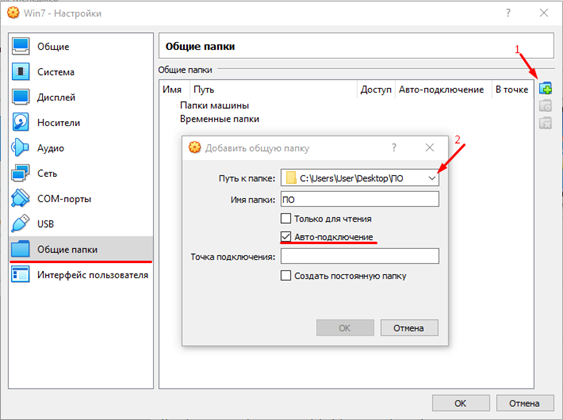 Win7 - Настройки
?
Общие
Система
Дисплей
Носители
Аудио
Сеть
COM-порты
USB
Общие папки
Интерфейс пользователя
Общие папки
1
Общие папки
Имя Путь Доступ Авто-подключение В точке
Папки машины
Временные папки
Добавить общую папку ?
2
Путь к папке: C:\Users\User\Desktop\ПО
Имя папки: ПО
Только для чтения
Авто-подключение
Точка подключения:
Создать постоянную папку
OK Отмена
OK Отмена